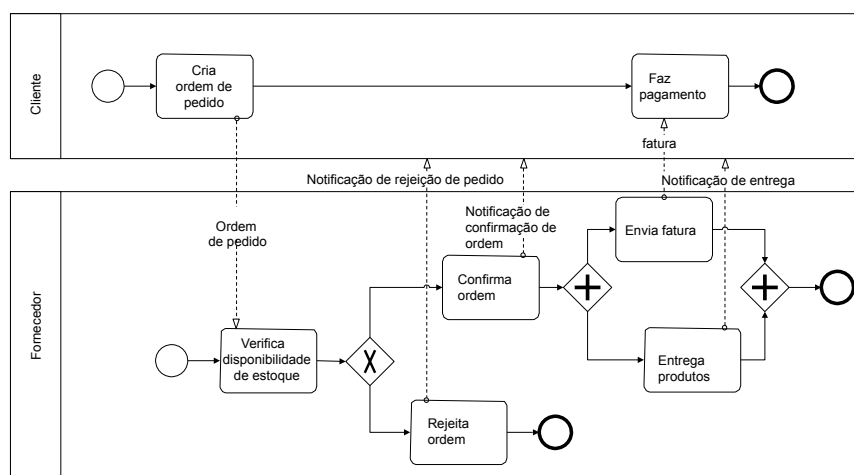 Cliente
Cria
ordem de
pedido
Faz
pagamento
fatura
Notificação de rejeição de pedido
Notificação de entrega
Fornecedor
Ordem
de pedido
Notificação de
confirmação de
ordem
Envia fatura
Confirma
ordem
Verifica
disponibilidade
de estoque
X
Entrega
produtos
Rejeita
ordem